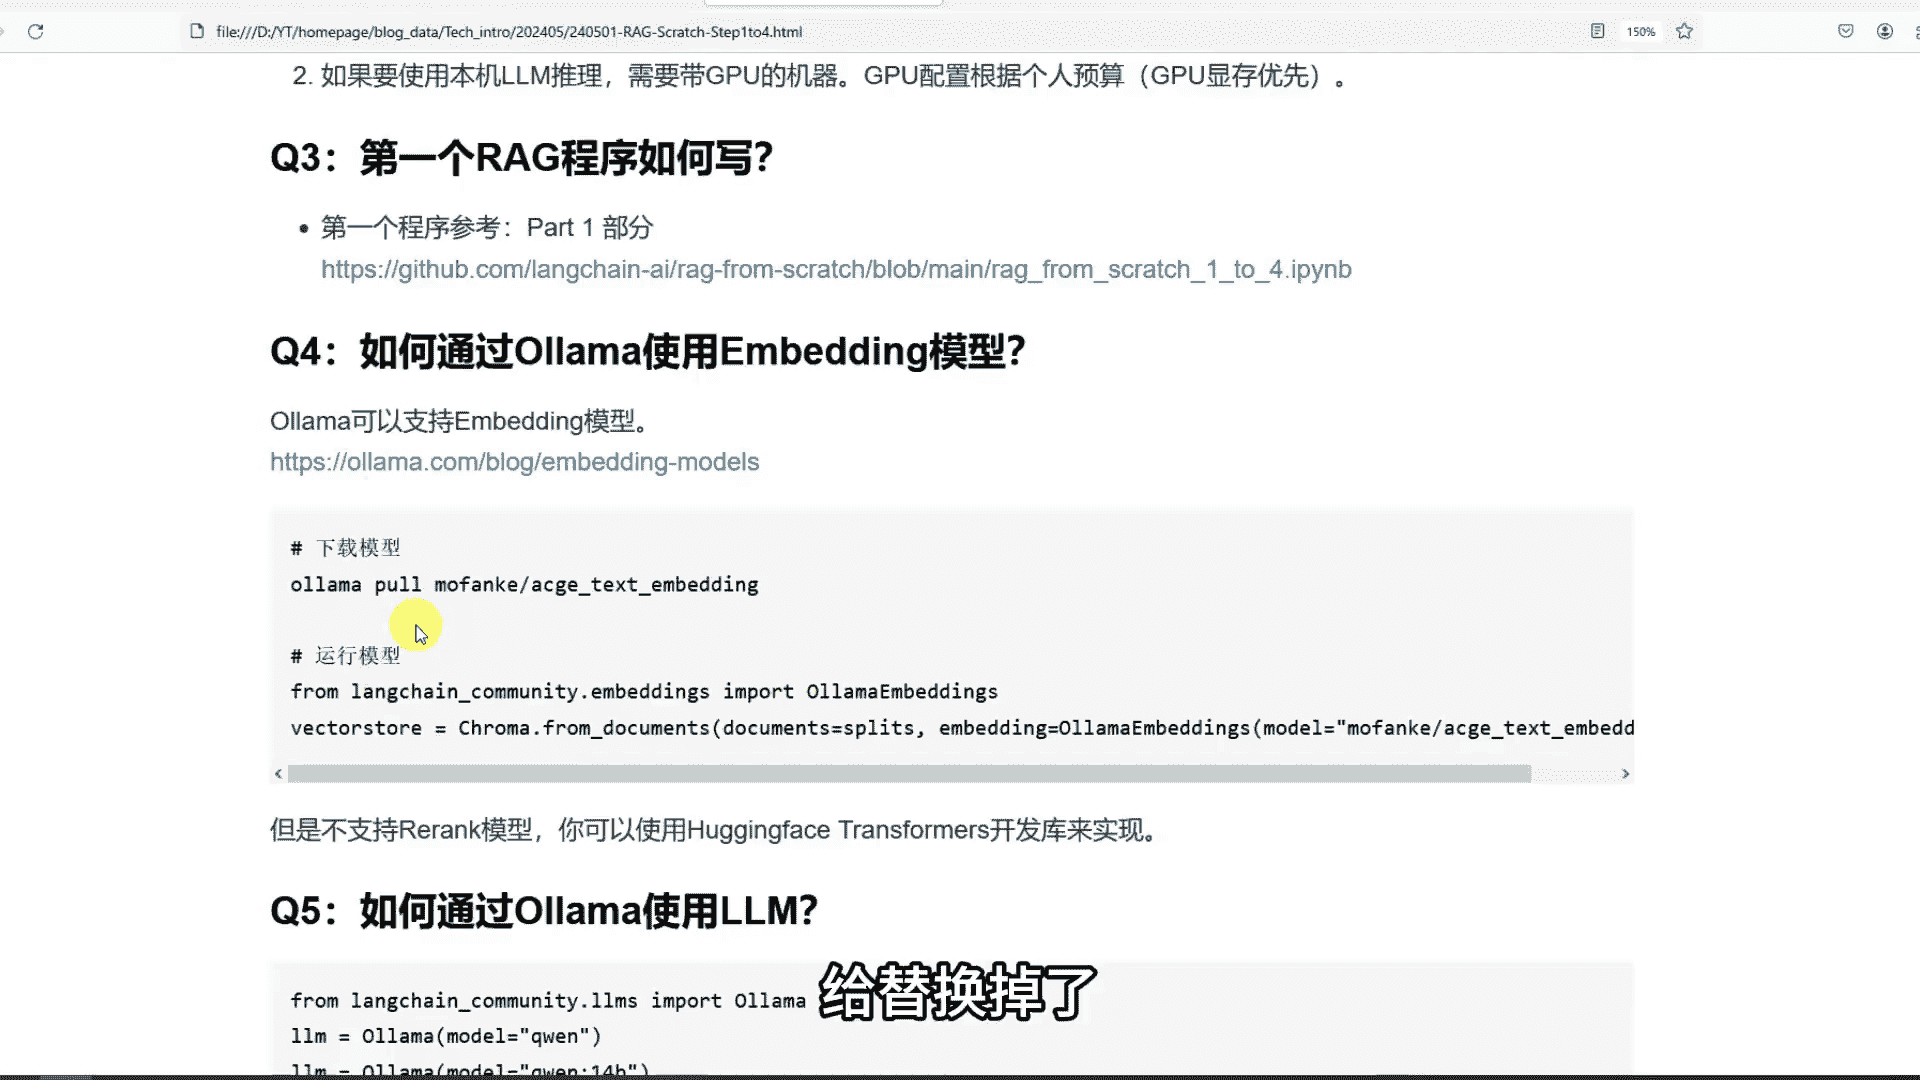 file:///D:/YT/homepage/blog_data/Tech_intro/202405/240501-RAG-Scratch-Step1to4.html
150%
2. 如果要使用本机LLM推理，需要带GPU的机器。GPU配置根据个人预算（GPU显存优先）。
Q3：第一个RAG程序如何写？
• 第一个程序参考：Part 1 部分
https://github.com/langchain-ai/rag-from-scratch/blob/main/rag_from_scratch_1_to_4.ipynb
Q4：如何通过Ollama使用Embedding模型？
Ollama可以支持Embedding模型。
https://ollama.com/blog/embedding-models
# 下载模型
ollama pull mofanke/acge_text_embedding
# 运行模型
from langchain_community.embeddings import OllamaEmbeddings
vectorstore = Chroma.from_documents(documents=splits, embedding=OllamaEmbeddings(model="mofanke/acge_text_embedd
但是不支持Rerank模型，你可以使用Huggingface Transformers开发库来实现。
Q5：如何通过Ollama使用LLM？
from langchain_community.llms import Ollama
给替换掉了
llm = Ollama(model="qwen")
llm = Ollama(model="qwen:14b")